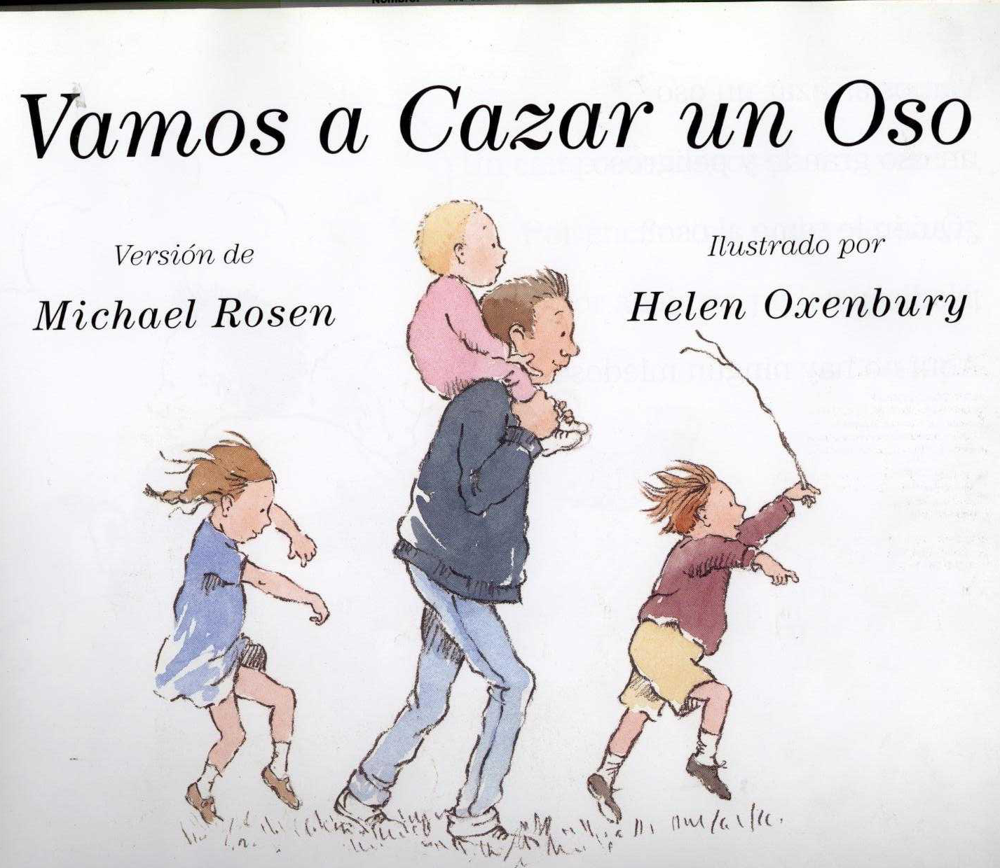 Vamos a Cazar un Oso
Versión de
Michael Rosen
Ilustrado por
Helen Oxenbury